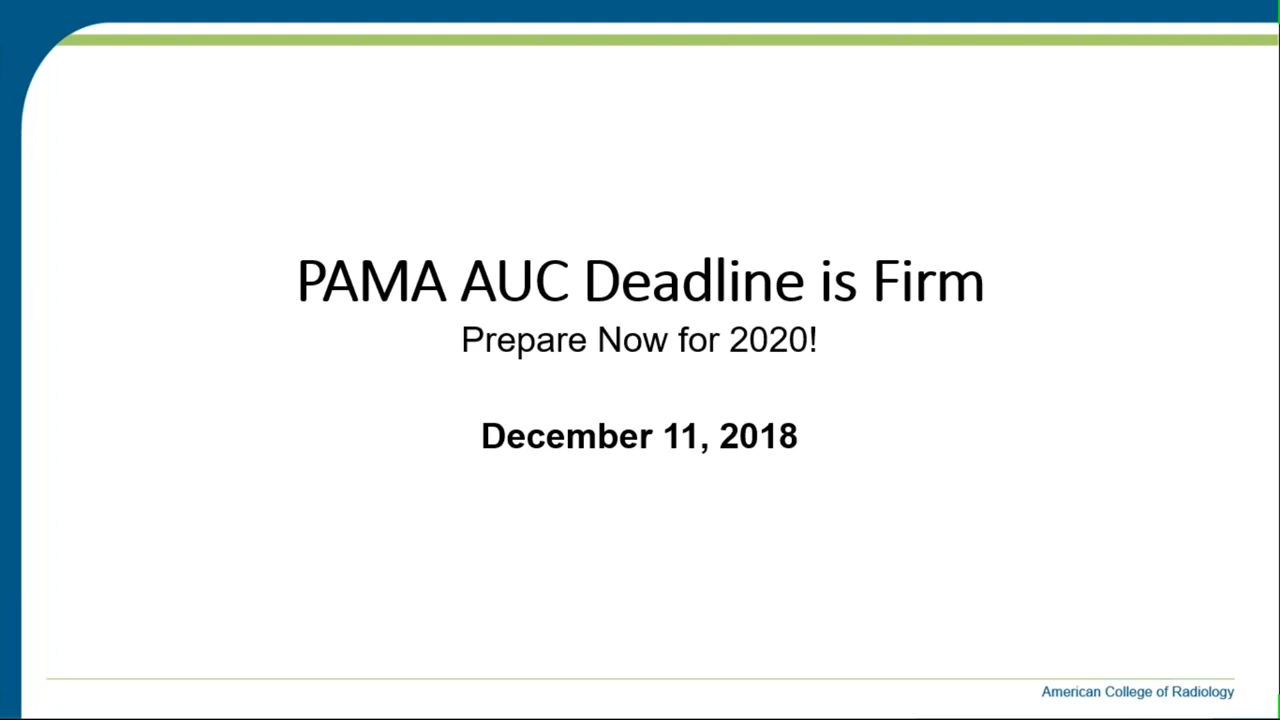 PAMA AUC Deadline is Firm
Prepare Now for 2020!
December 11, 2018
American College of Radiology